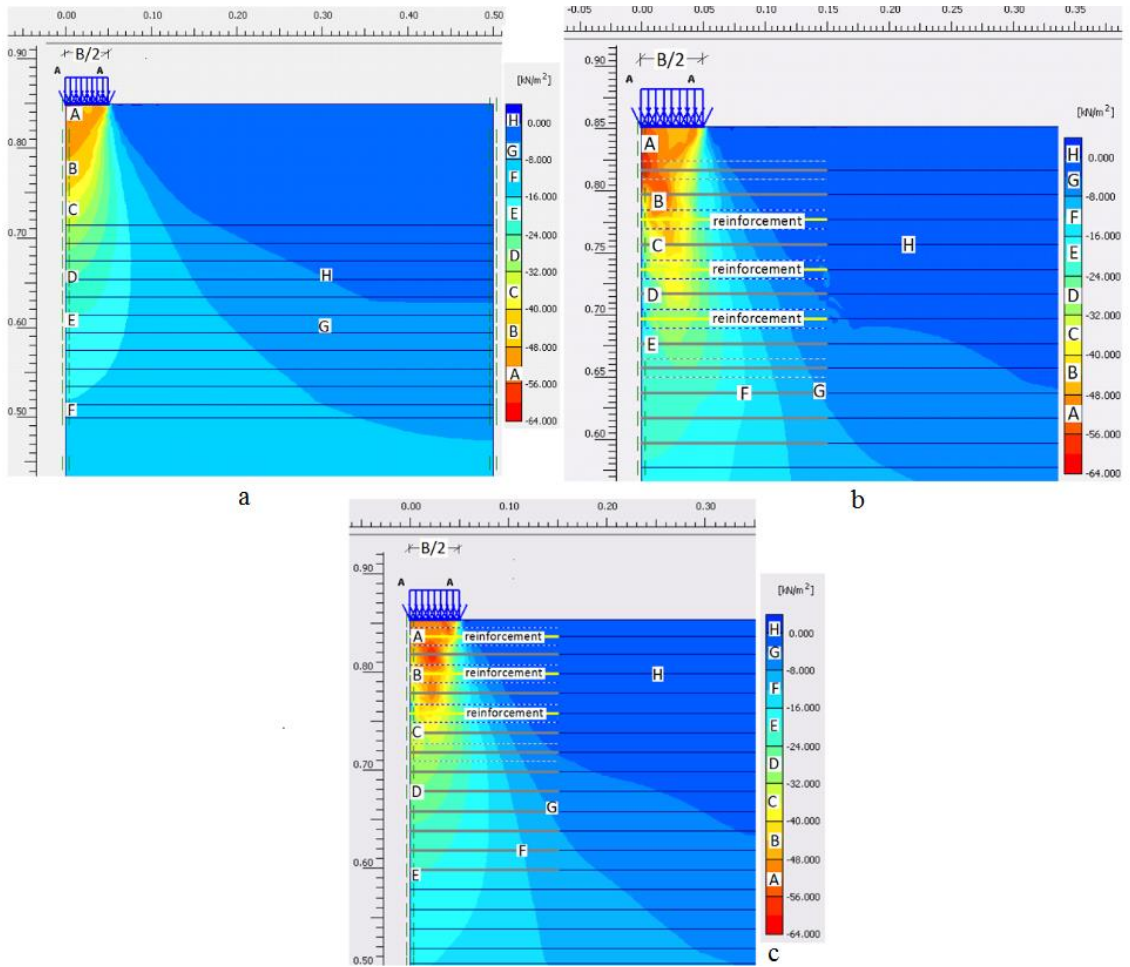 0.00 0.10 0.20 0.30 0.40 0.50
0.90
B/2
A A
[kN/m²]
A
H
0.000
G
-8.000
F
-16.000
E
-24.000
D
-32.000
C
-40.000
B
-48.000
A
-56.000
-64.000
0.80
B
C
0.70
D
H
E
0.60
G
F
0.50
a
-0.05 0.00 0.05 0.10 0.15 0.20 0.25 0.30 0.35
0.90
B/2
A A
[kN/m²]
0.85
A
H
0.000
G
-8.000
F
-16.000
E
-24.000
D
-32.000
C
-40.000
B
-48.000
A
-56.000
-64.000
0.80
B
reinforcement
0.75
C
H
reinforcement
D
0.70
reinforcement
E
0.65
F G
0.60
b
0.00 0.10 0.20 0.30
B/2
0.90
A A
[kN/m²]
A reinforcement
H
0.000
G
-8.000
F
-16.000
E
-24.000
D
-32.000
C
-40.000
B
-48.000
A
-56.000
-64.000
0.80
B reinforcement
H
reinforcement
C
0.70
D
G
F
0.60
E
0.50
c